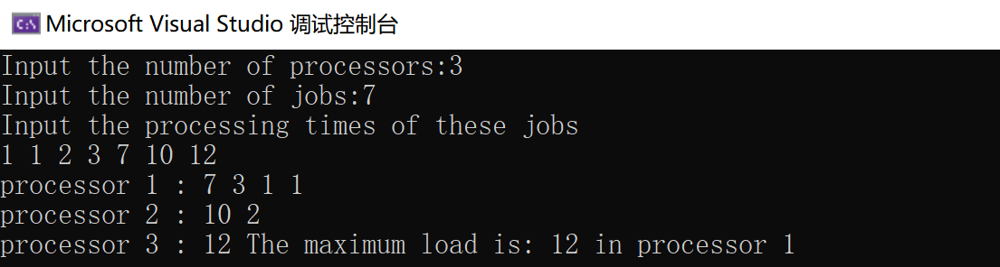 C:\ Microsoft Visual Studio 调试控制台
Input the number of processors:3
Input the number of jobs:7
Input the processing times of these jobs
1 1 2 3 7 10 12
processor 1 : 7 3 1 1
processor 2 : 10 2
processor 3 : 12 The maximum load is: 12 in processor 1